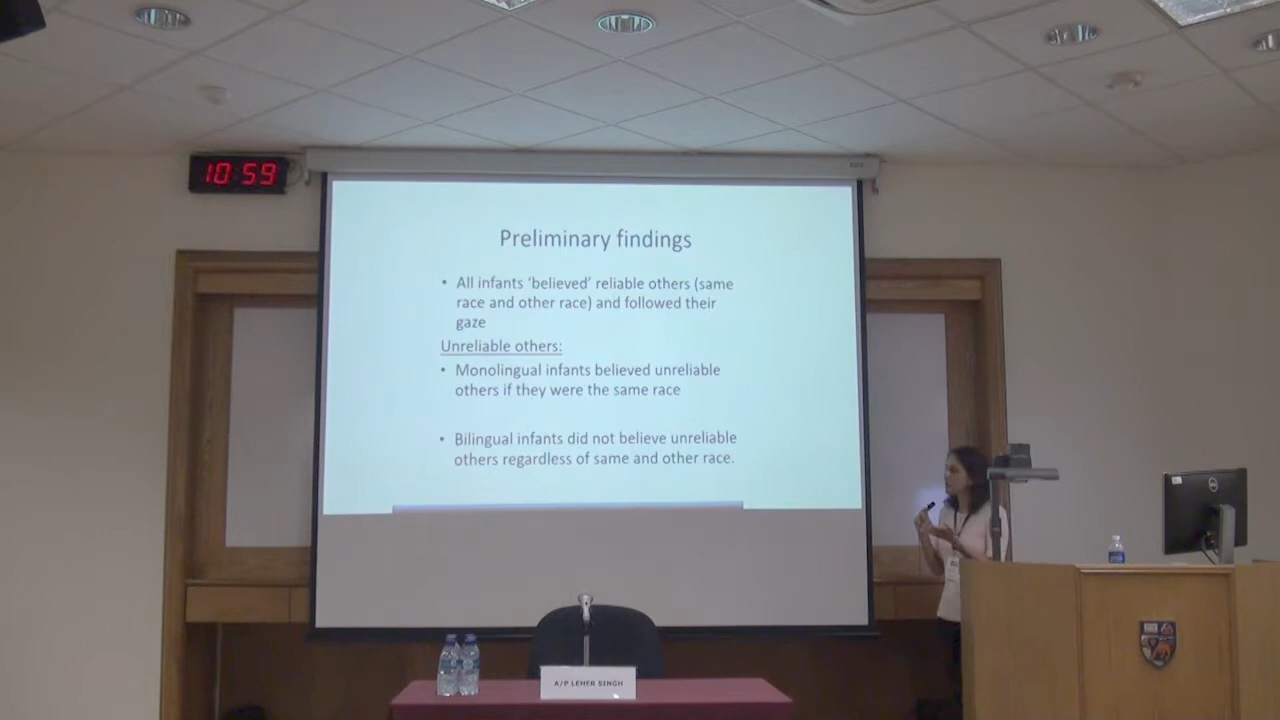 10:59
Preliminary findings
• All infants ‘believed’ reliable others (same
race and other race) and followed their
gaze
Unreliable others:
• Monolingual infants believed unreliable
others if they were the same race
• Bilingual infants did not believe unreliable
others regardless of same and other race.
A/P LEHER SINGH